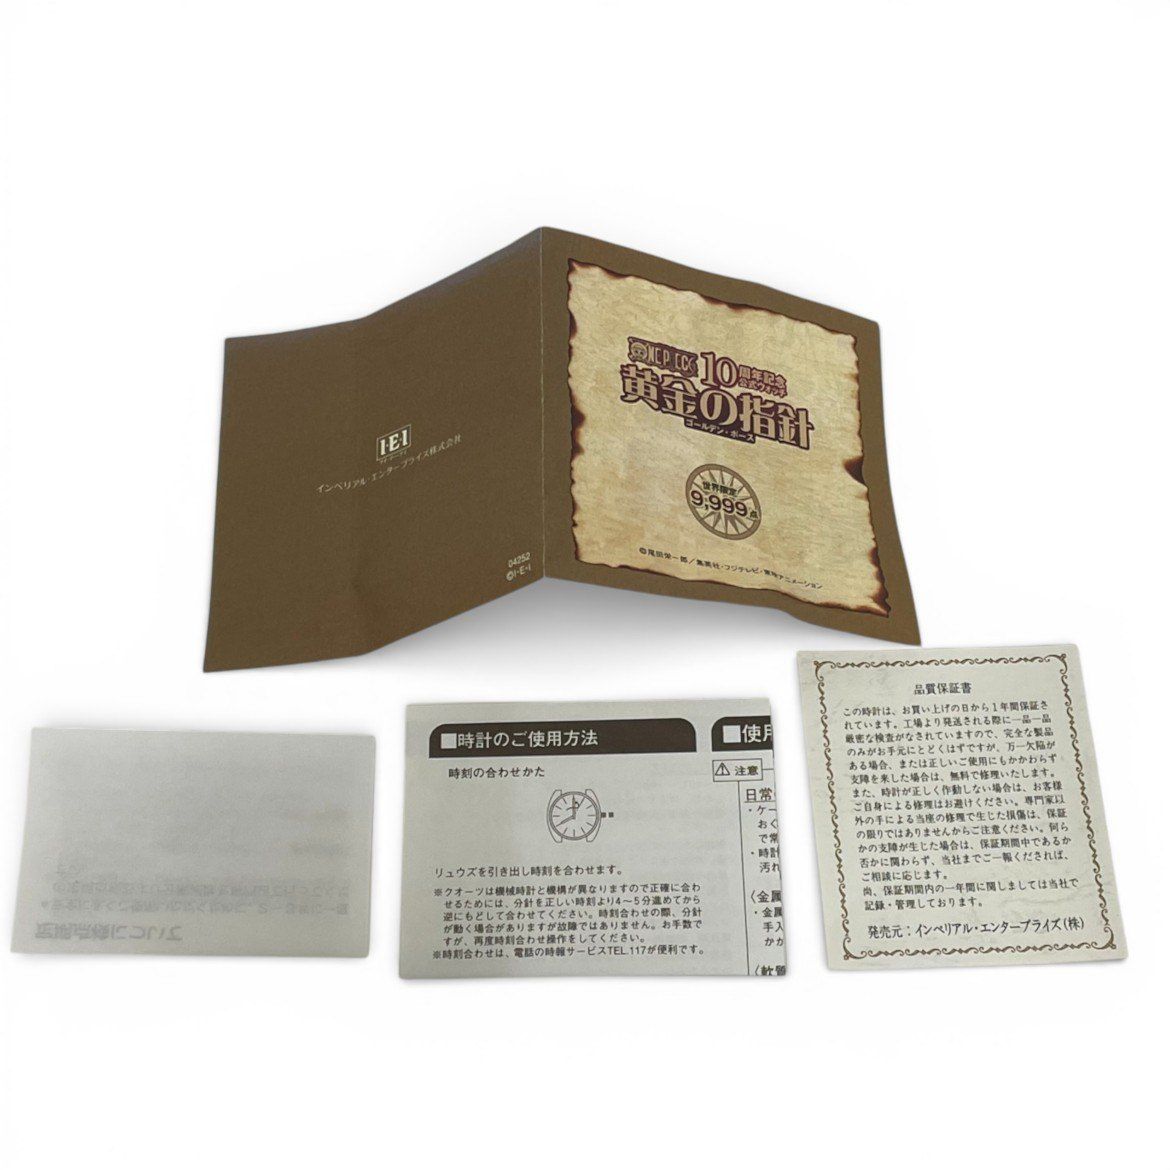 I·E·I
インペリアル・エンタープライズ株式会社
04252
©I・E・I
ONE PIECE 10周年記念
公式ウォッチ
黄金の指針
ゴールデン・ポース
世界限定
9,999点
©尾田栄一郎／集英社・フジテレビ・東映アニメーション
■時計のご使用方法
時刻の合わせかた
リュウズを引き出し時刻を合わせます。
※クオーツは機械時計と機構が異なりますので正確に合わ
せるためには、分針を正しい時刻より4～5分進めてから
逆にもどして合わせてください。時刻合わせの際、分針
が動く場合がありますが故障ではありません。お手数で
すが、再度時刻合わせ操作をしてください。
※時刻合わせは、電話の時報サービスTEL.117が便利です。
■使用
⚠注意
日常
・ケー
おく
で常
・時計
汚れ
〈金属
・金属
手入
かか
〈軟質
品質保証書
この時計は、お買い上げの日から1年間保証さ
れています。工場より発送される際に一品一品
厳密な検査がなされていますので、完全な製品
のみがお手元にとどくはずですが、万一欠陥が
ある場合、または正しいご使用にもかかわらず
支障を来した場合は、無料で修理いたします。
また、時計が正しく作動しない場合は、お客様
ご自身による修理はお避けください。専門家以
外の手による当座の修理で生じた損傷は、保証
の限りではありませんからご注意ください。何ら
かの支障が生じた場合は、保証期間中であるか
否かに関わらず、当社までご一報くだされば、
ご相談に応じます。
尚、保証期間内の一年間に関しましては当社で
記録・管理しております。
発売元：インペリアル・エンタープライズ(株)